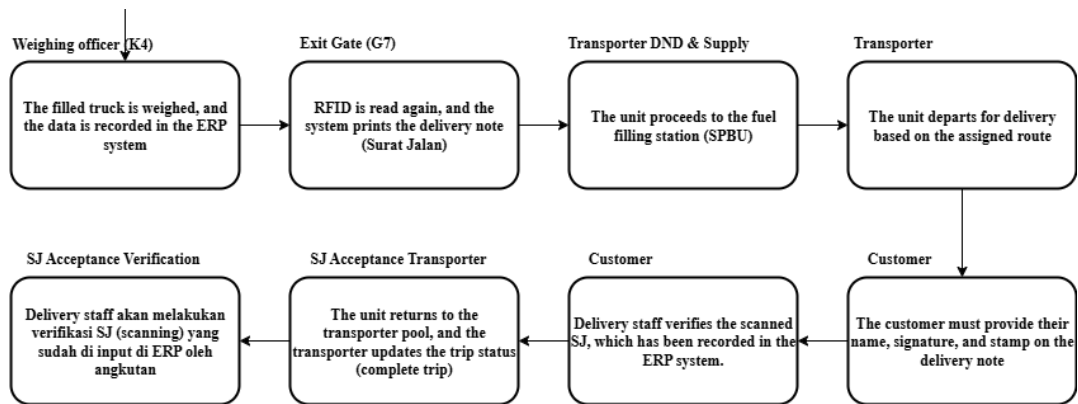 Weighing officer (K4)
The filled truck is weighed, and
the data is recorded in the ERP
system
Exit Gate (G7)
RFID is read again, and the
system prints the delivery note
(Surat Jalan)
Transporter DND & Supply
The unit proceeds to the fuel
filling station (SPBU)
Transporter
The unit departs for delivery
based on the assigned route
Customer
The customer must provide their
name, signature, and stamp on the
delivery note
Customer
Delivery staff verifies the scanned
SJ, which has been recorded in the
ERP system.
SJ Acceptance Transporter
The unit returns to the
transporter pool, and the
transporter updates the trip status
(complete trip)
SJ Acceptance Verification
Delivery staff akan melakukan
verifikasi SJ (scanning) yang
sudah di input di ERP oleh
angkutan